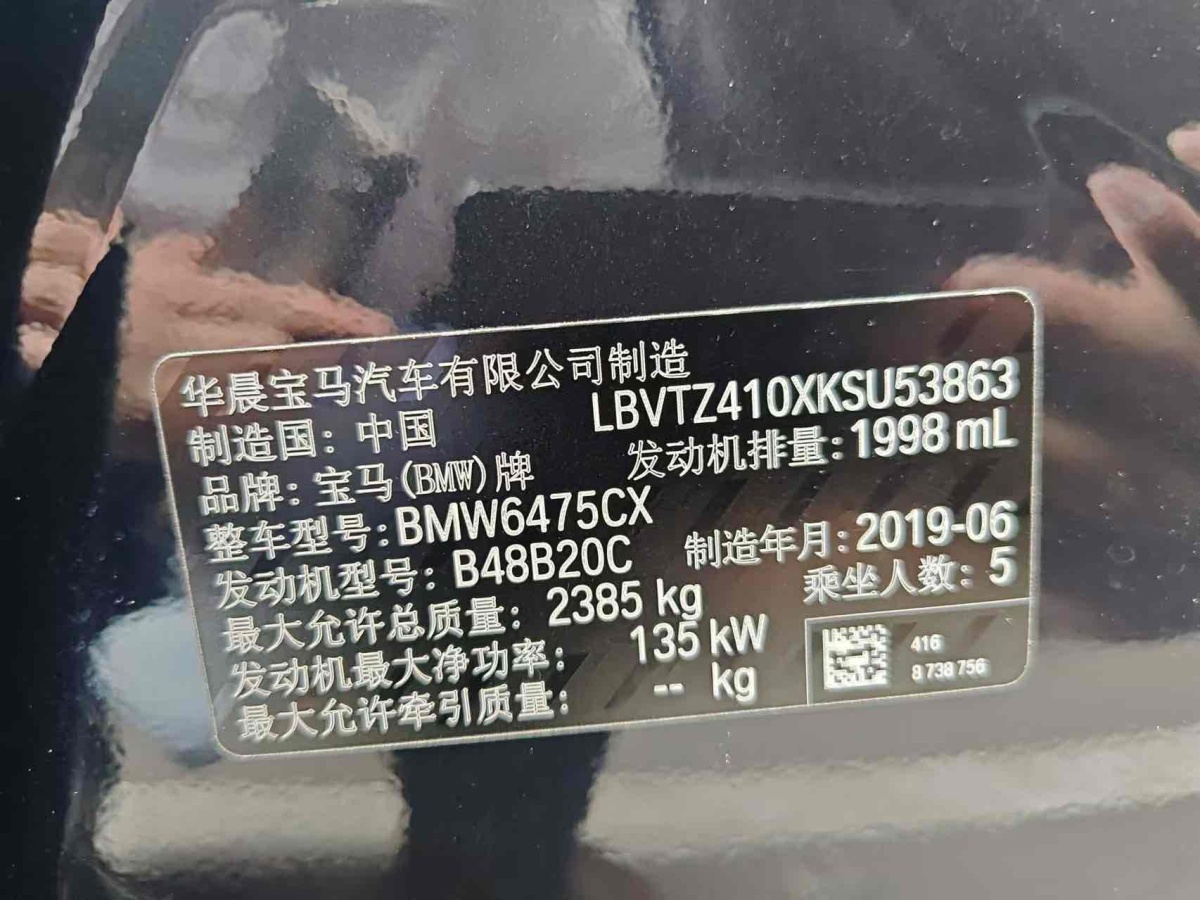 华晨宝马汽车有限公司制造
制造国：中国 LBVTZ410XKSU53863
品牌：宝马(BMW)牌 发动机排量：1998 mL
整车型号：BMW6475CX
发动机型号：B48B20C 制造年月：2019-06
最大允许总质量：2385 kg 乘坐人数：5
发动机最大净功率：135 kW
最大允许牵引质量：-- kg
416
8 738 756